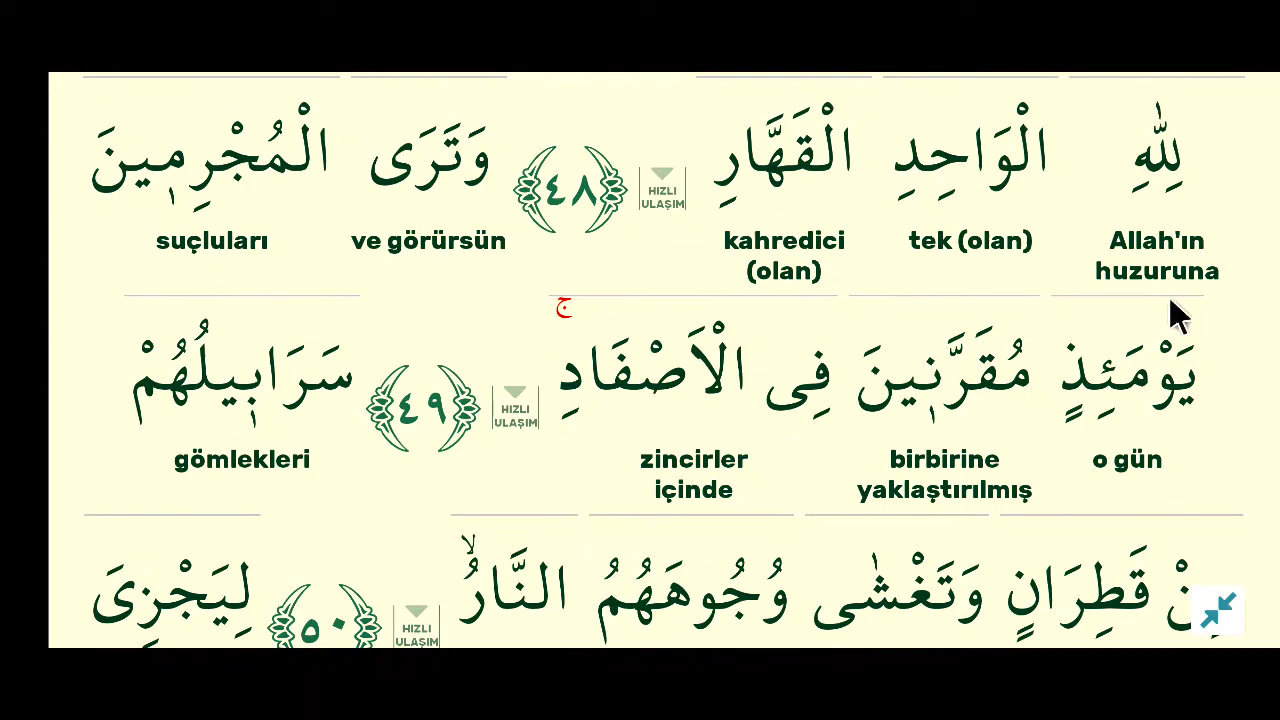 لِلّٰهِ الْوَاحِدِ الْقَهَّارِ HIZLI ULAŞIM ﴿٤٨﴾ وَتَرَى الْمُجْرِم۪ينَ
Allah'ın huzuruna tek (olan) kahredici (olan) ve görürsün suçluları
يَوْمَئِذٍ مُقَرَّن۪ينَ فِى الْاَصْفَادِۚ HIZLI ULAŞIM ﴿٤٩﴾ سَرَاب۪يلُهُمْ
o gün birbirine yaklaştırılmış zincirler içinde gömlekleri
قَطِرَانٍ وَتَغْشٰى وُجُوهَهُمُ النَّارُۙ HIZLI ULAŞIM ﴿٥٠﴾ لِيَجْزِىَ